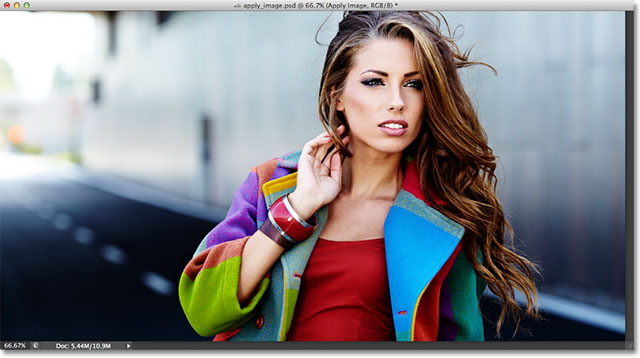 apply_image.psd @ 66.7% (Apply Image, RGB/8) *
66.67%
Doc: 5.44M/10.9M